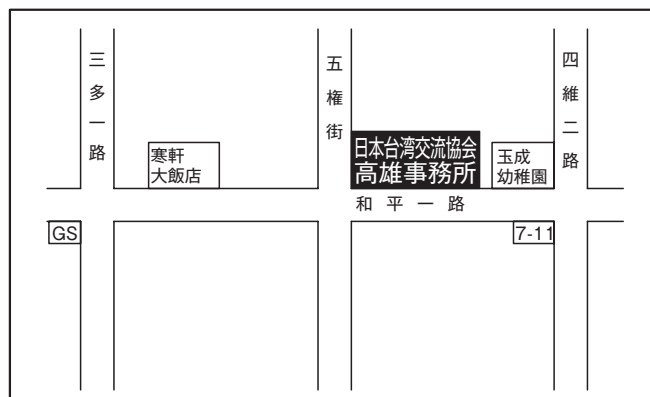 三多一路
五権街
四維二路
寒軒
大飯店
日本台湾交流協会
高雄事務所
玉成
幼稚園
和平一路
GS
7-11